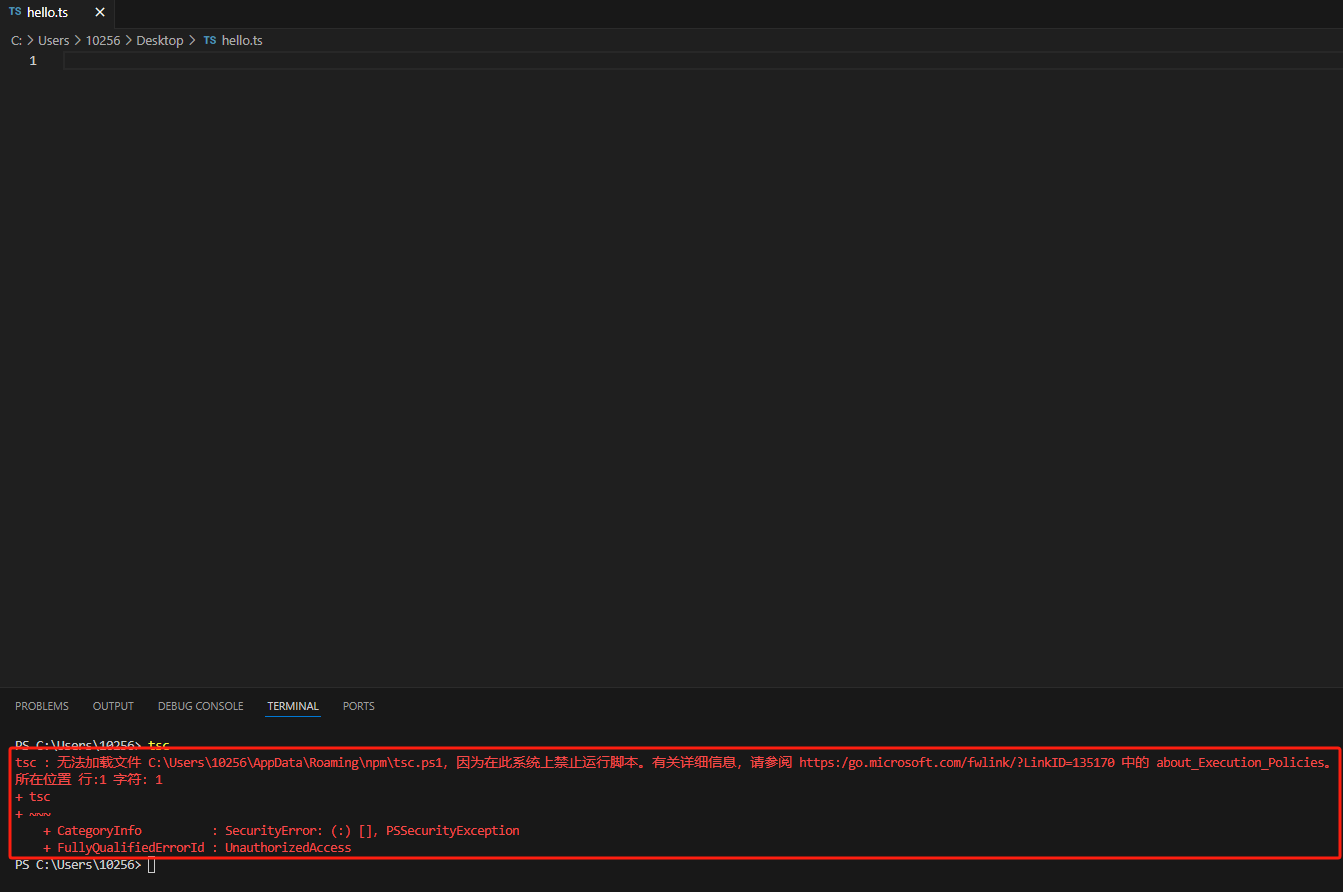 TS hello.ts ×
C: > Users > 10256 > Desktop > TS hello.ts
1
PROBLEMS OUTPUT DEBUG CONSOLE TERMINAL PORTS
PS C:\Users\10256> tsc
tsc : 无法加载文件 C:\Users\10256\AppData\Roaming\npm\tsc.ps1，因为在此系统上禁止运行脚本。有关详细信息，请参阅 https:/go.microsoft.com/fwlink/?LinkID=135170 中的 about_Execution_Policies。
所在位置 行:1 字符: 1
+ tsc
+ ~~~
+ CategoryInfo : SecurityError: (:) [], PSSecurityException
+ FullyQualifiedErrorId : UnauthorizedAccess
PS C:\Users\10256>